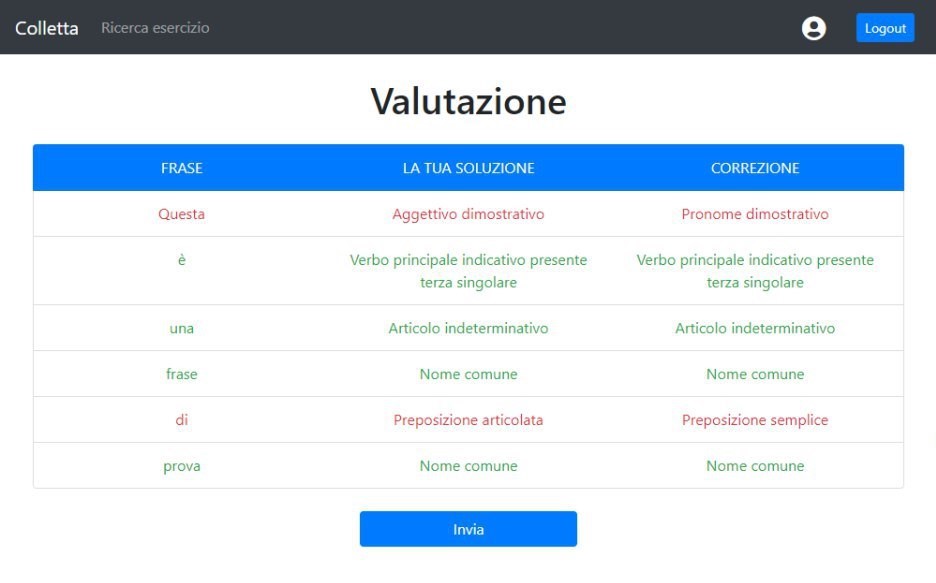 Colletta Ricerca esercizio Logout
Valutazione
FRASE LA TUA SOLUZIONE CORREZIONE
Questa Aggettivo dimostrativo Pronome dimostrativo
è Verbo principale indicativo presente Verbo principale indicativo presente
terza singolare terza singolare
una Articolo indeterminativo Articolo indeterminativo
frase Nome comune Nome comune
di Preposizione articolata Preposizione semplice
prova Nome comune Nome comune
Invia